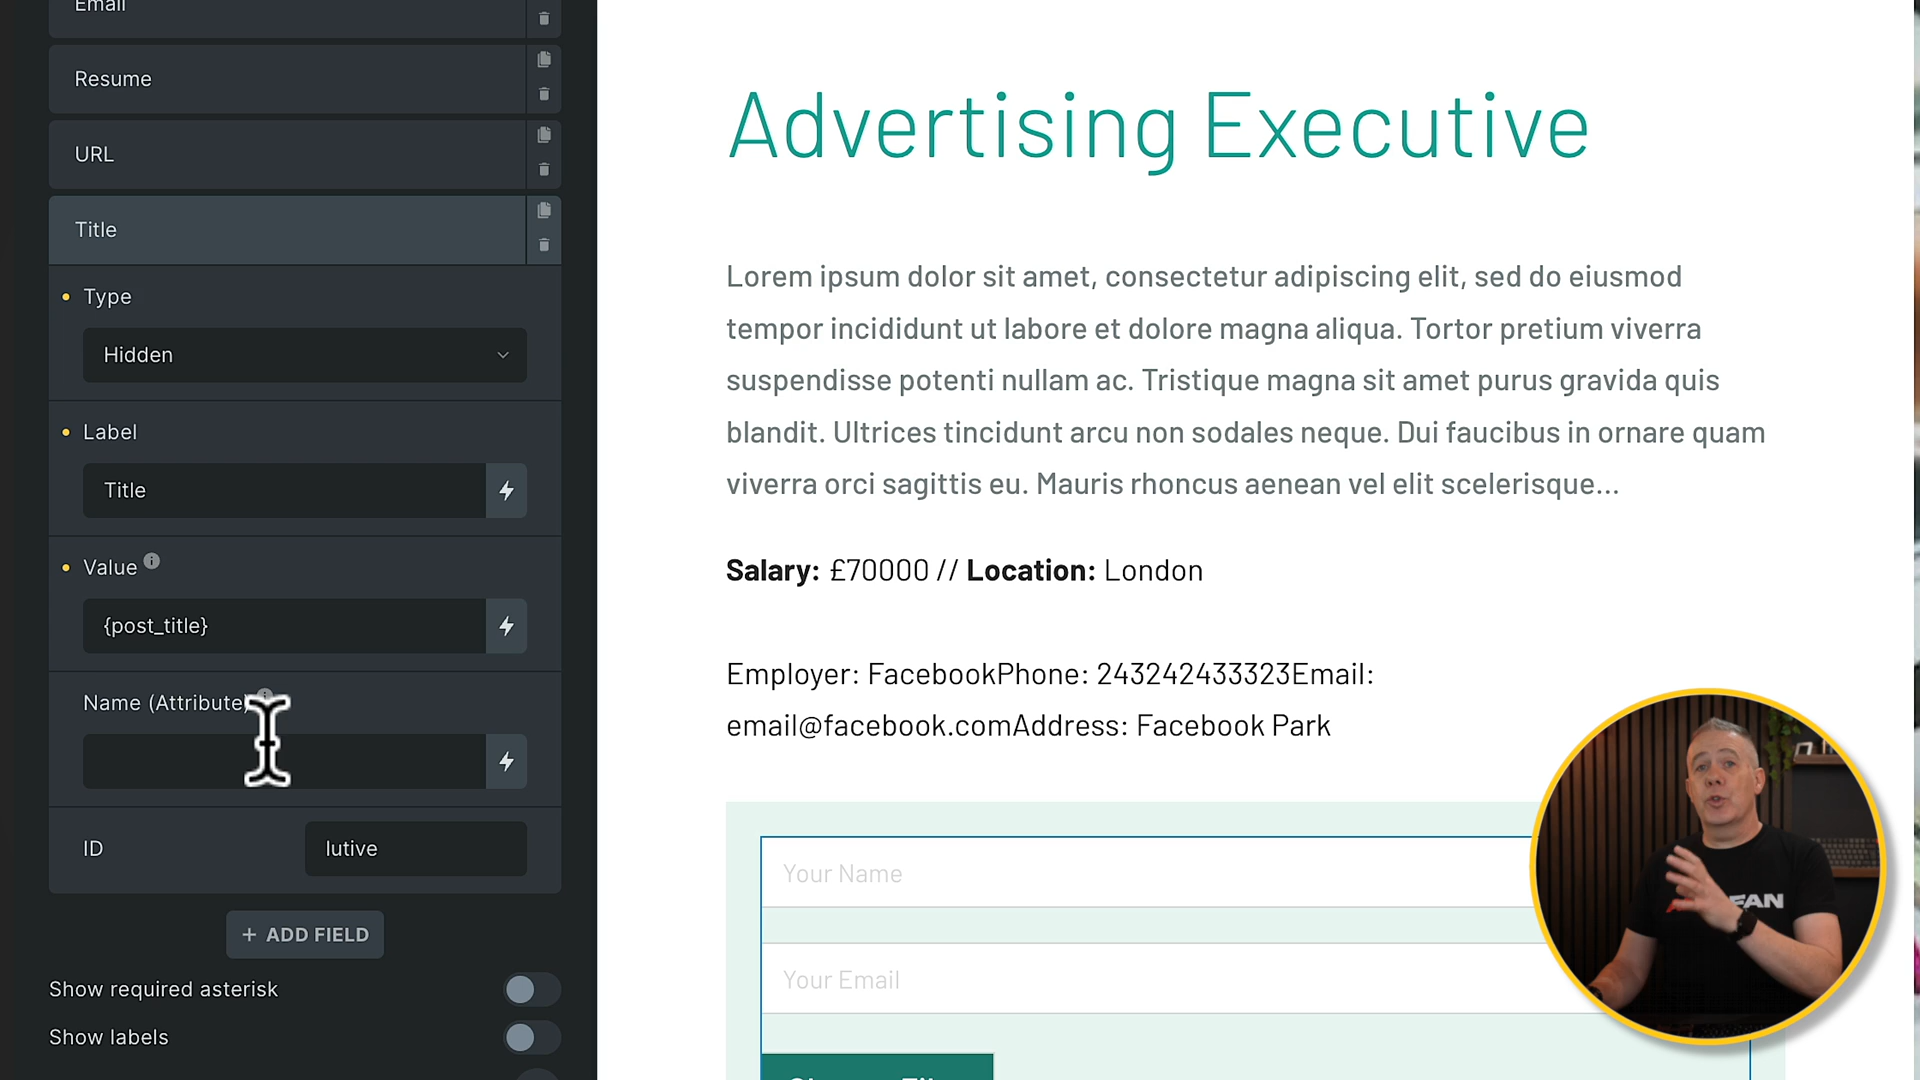 Email
Resume
URL
Title
Type
Hidden
Label
Title
Value
{post_title}
Name (Attribute)
ID
lutive
+ ADD FIELD
Show required asterisk
Show labels
Advertising Executive
Lorem ipsum dolor sit amet, consectetur adipiscing elit, sed do eiusmod
tempor incididunt ut labore et dolore magna aliqua. Tortor pretium viverra
suspendisse potenti nullam ac. Tristique magna sit amet purus gravida quis
blandit. Ultrices tincidunt arcu non sodales neque. Dui faucibus in ornare quam
viverra orci sagittis eu. Mauris rhoncus aenean vel elit scelerisque...
Salary: £70000 // Location: London
Employer: FacebookPhone: 243242433323Email:
email@facebook.comAddress: Facebook Park
Your Name
Your Email